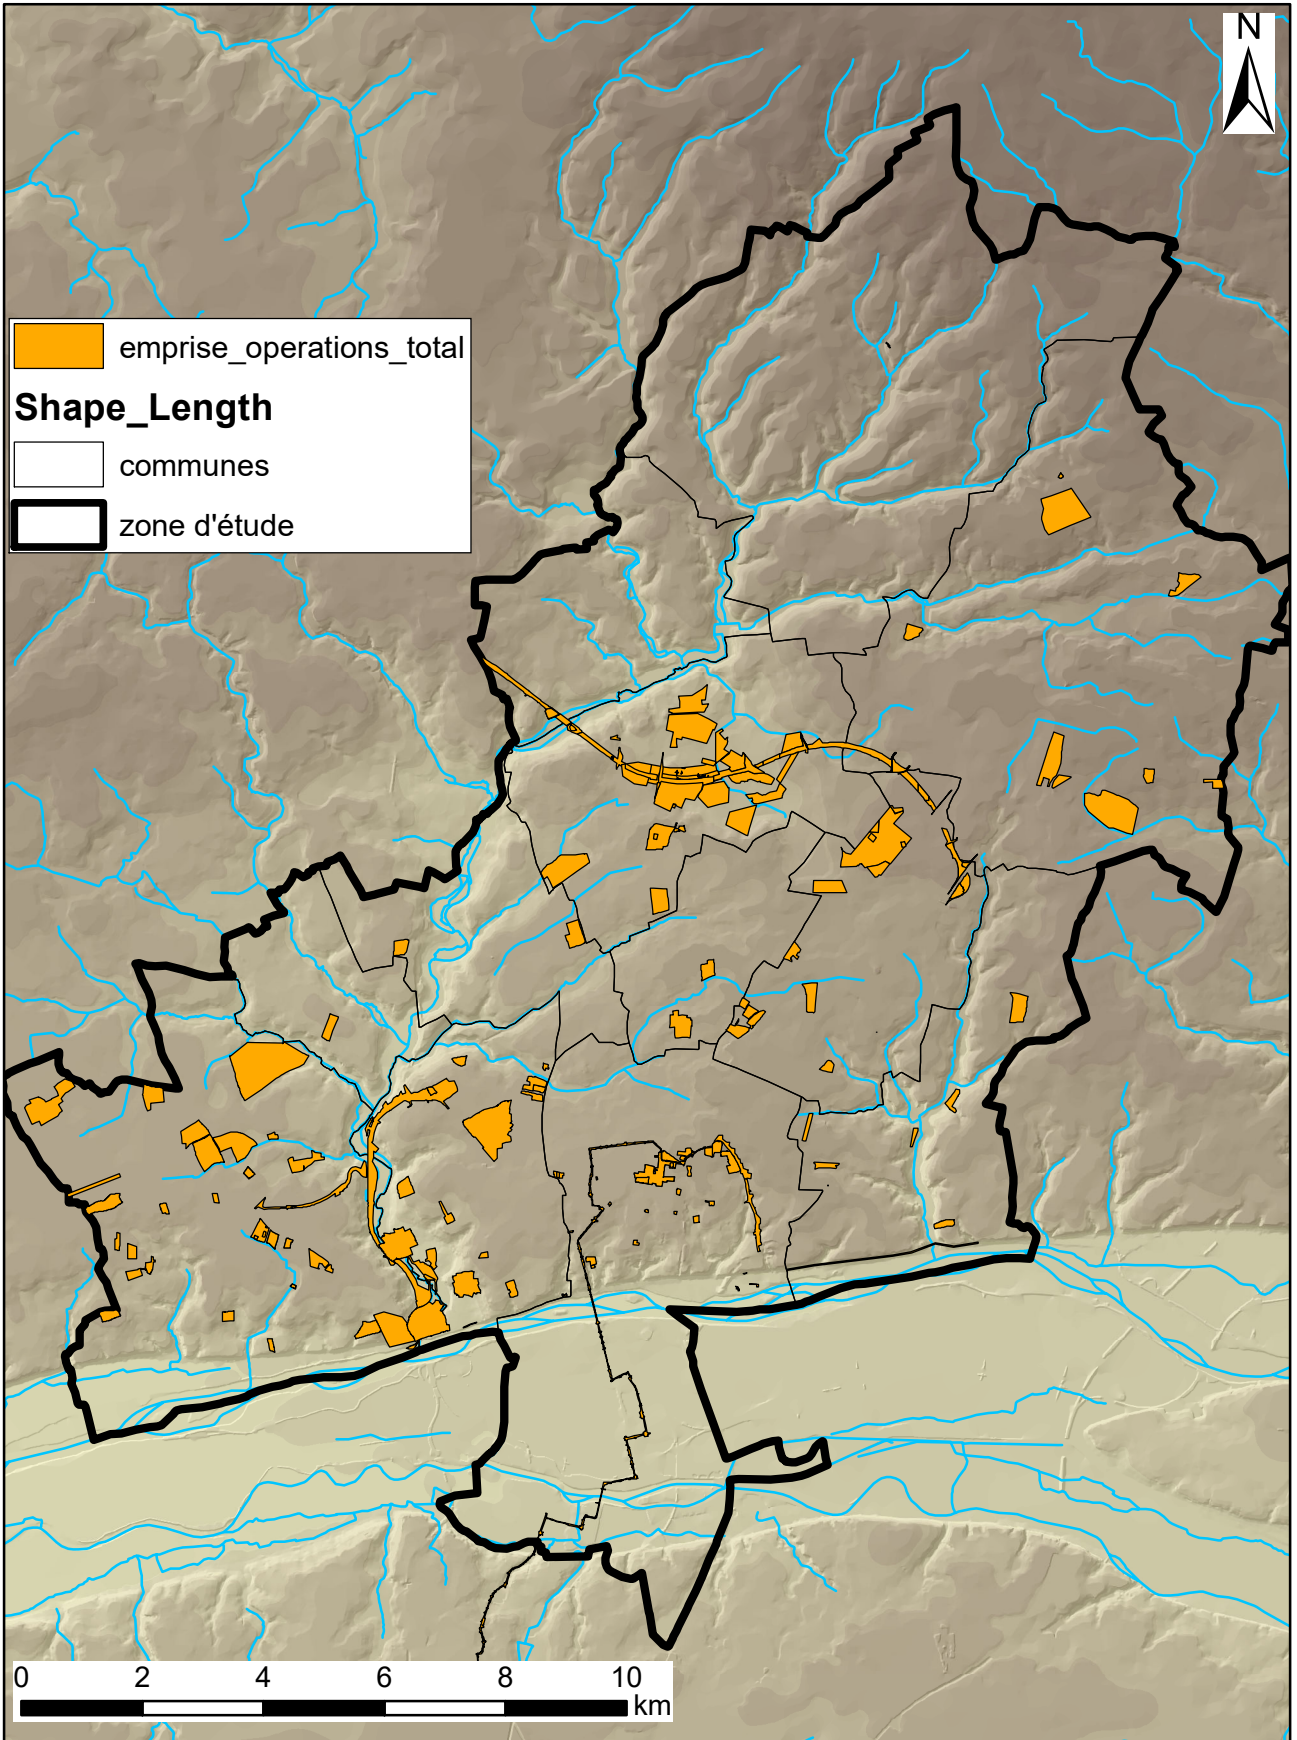 N
emprise_operations_total
Shape_Length
communes
zone d'étude
0 2 4 6 8 10
km